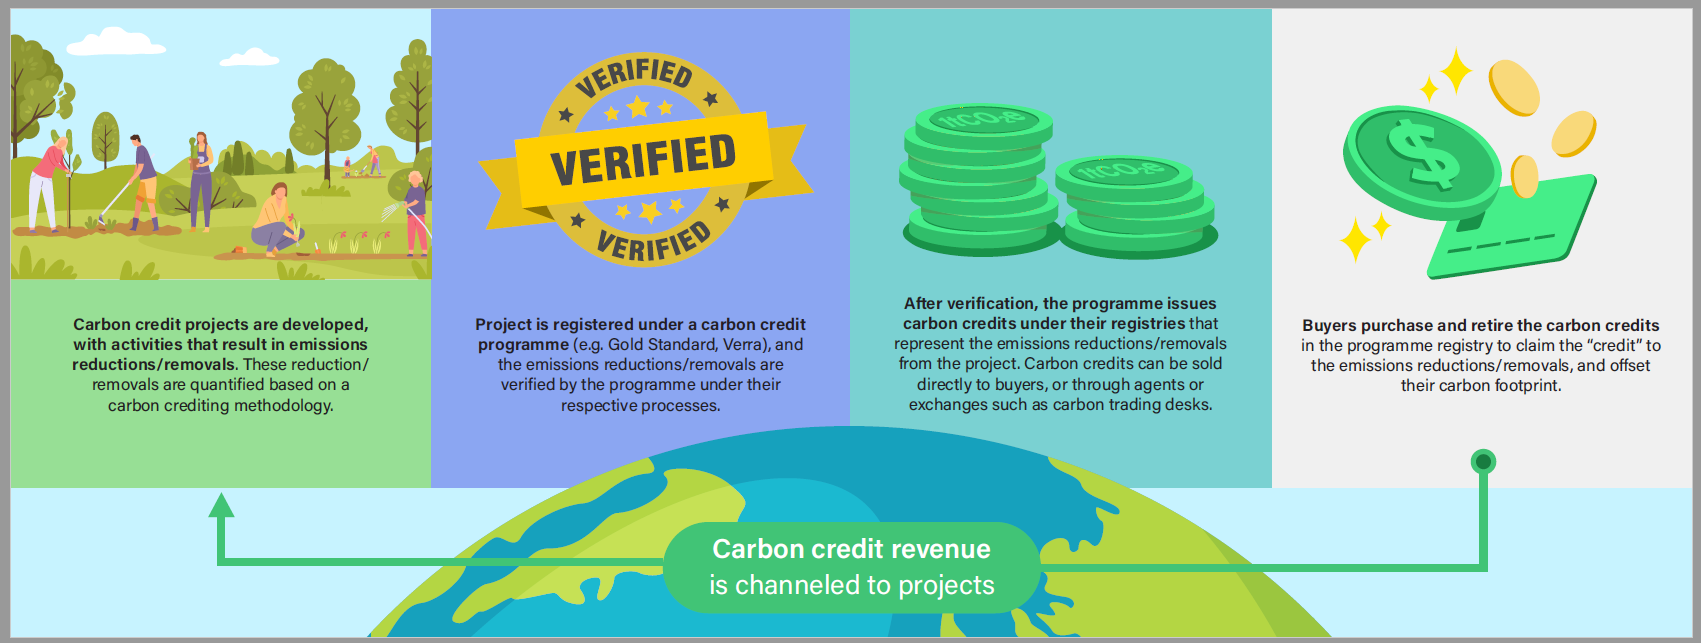 VERIFIED
VERIFIED
VERIFIED
1tCO₂e
1tCO₂e
$
Carbon credit projects are developed,
with activities that result in emissions
reductions/removals. These reduction/
removals are quantified based on a
carbon crediting methodology.
Project is registered under a carbon credit
programme (e.g. Gold Standard, Verra), and
the emissions reductions/removals are
verified by the programme under their
respective processes.
After verification, the programme issues
carbon credits under their registries that
represent the emissions reductions/removals
from the project. Carbon credits can be sold
directly to buyers, or through agents or
exchanges such as carbon trading desks.
Buyers purchase and retire the carbon credits
in the programme registry to claim the “credit” to
the emissions reductions/removals, and offset
their carbon footprint.
Carbon credit revenue
is channeled to projects